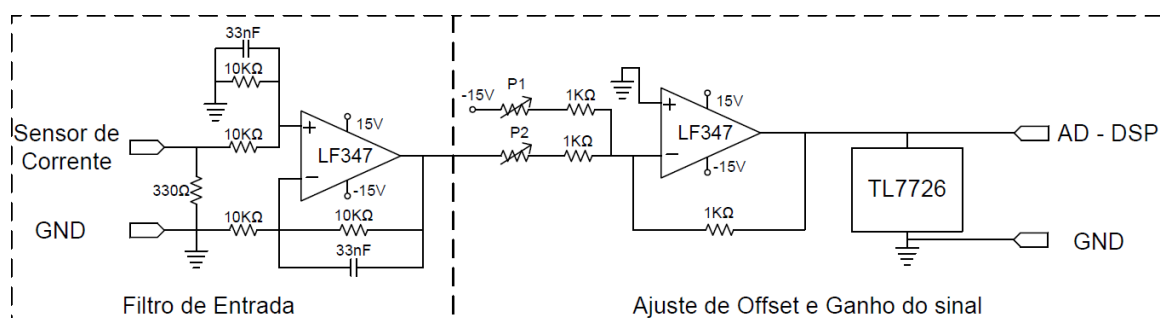 33nF
10KΩ
Sensor de
Corrente
10KΩ
+
15V
LF347
-15V
−
330Ω
GND
10KΩ
10KΩ
33nF
Filtro de Entrada
-15V
P1
1KΩ
P2
1KΩ
+
15V
LF347
−
-15V
1KΩ
AD - DSP
TL7726
GND
Ajuste de Offset e Ganho do sinal